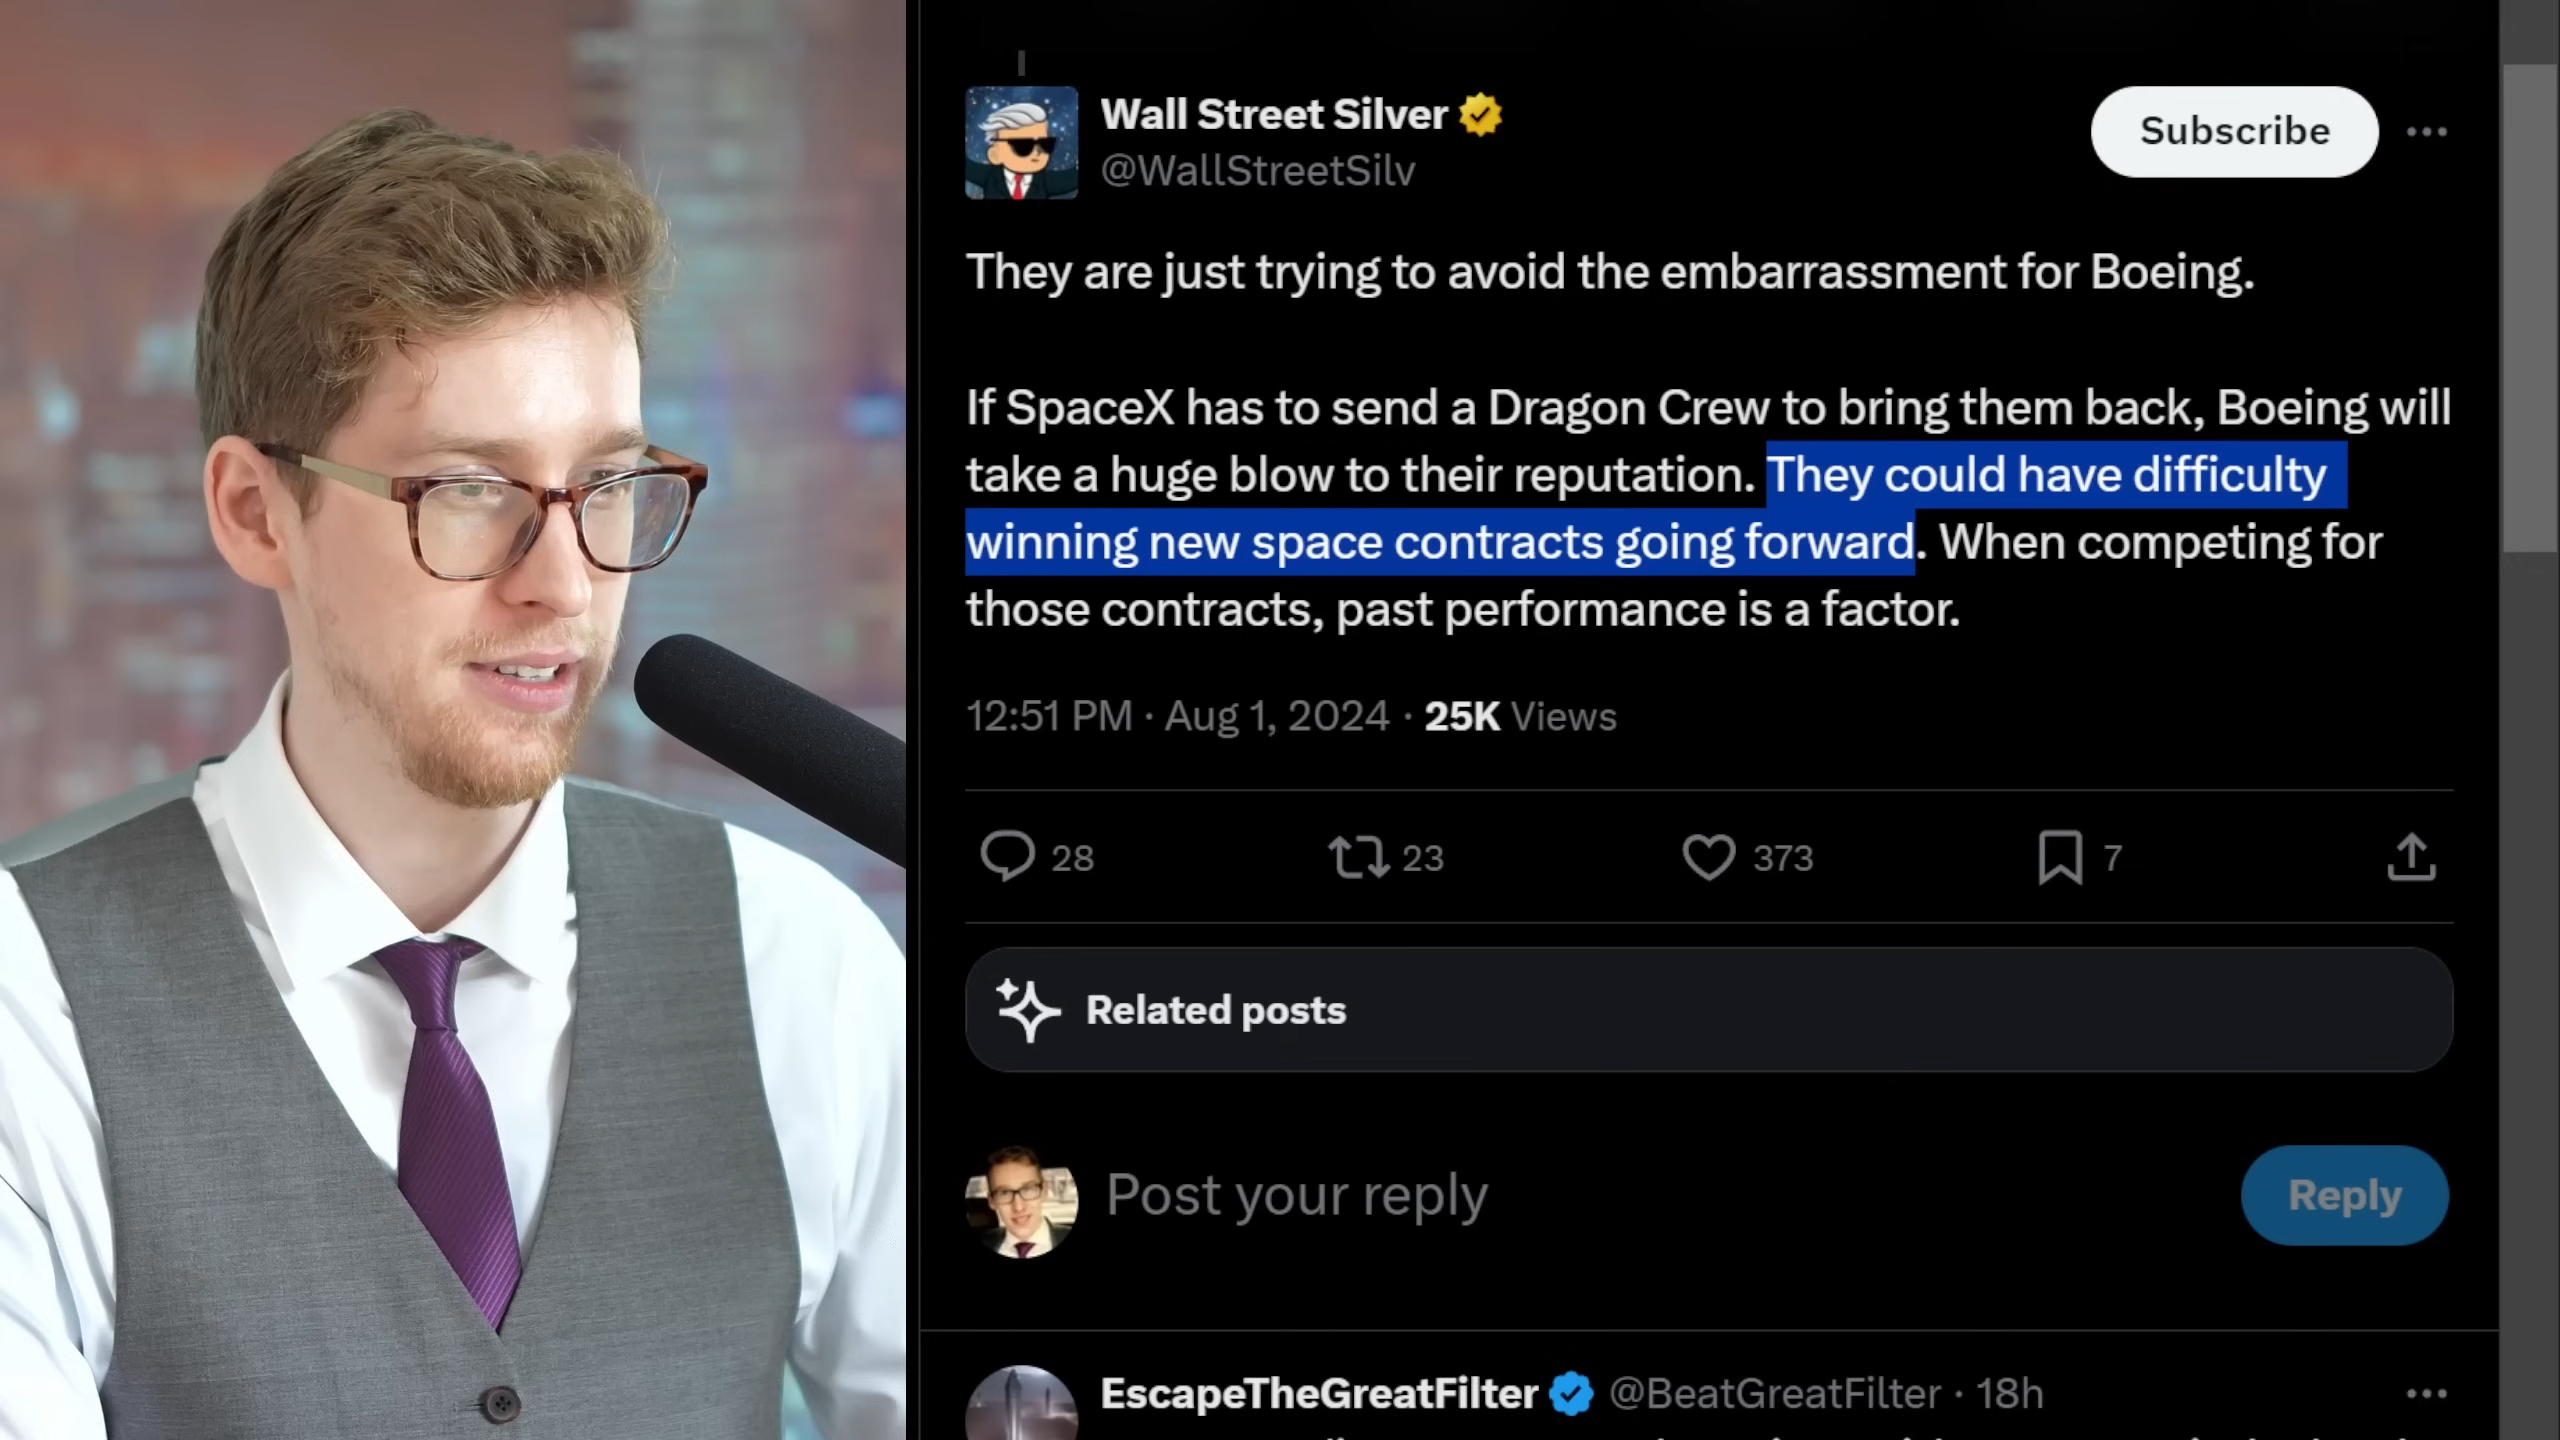 Wall Street Silver
@WallStreetSilv
Subscribe
They are just trying to avoid the embarrassment for Boeing.
If SpaceX has to send a Dragon Crew to bring them back, Boeing will
take a huge blow to their reputation. They could have difficulty
winning new space contracts going forward. When competing for
those contracts, past performance is a factor.
12:51 PM · Aug 1, 2024 · 25K Views
28 23 373 7
Related posts
Post your reply
Reply
EscapeTheGreatFilter @BeatGreatFilter · 18h